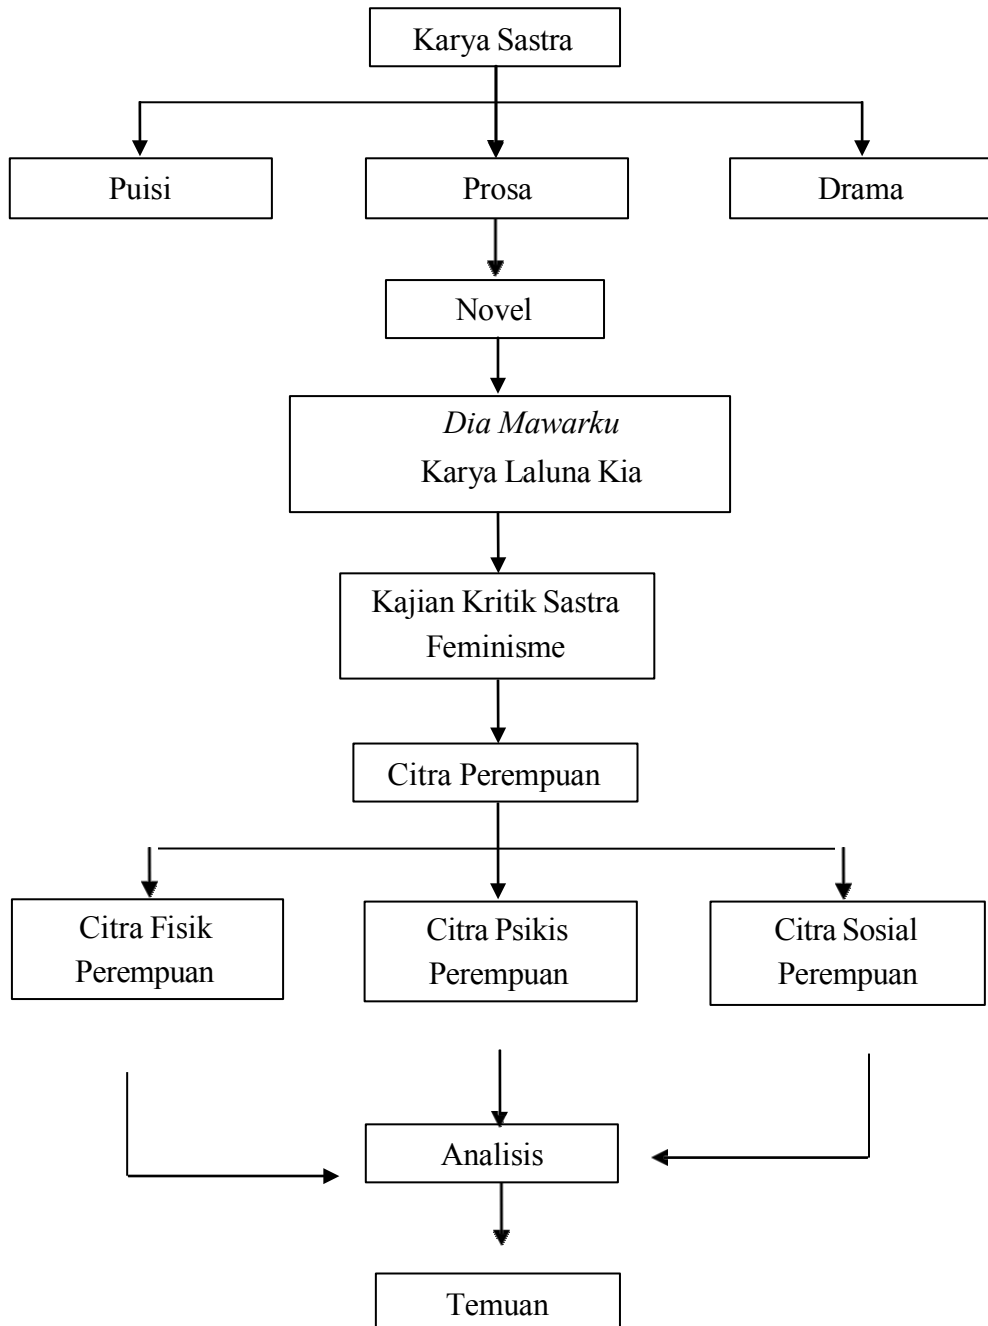 Karya Sastra
Puisi
Prosa
Drama
Novel
Dia Mawarku
Karya Laluna Kia
Kajian Kritik Sastra
Feminisme
Citra Perempuan
Citra Fisik
Perempuan
Citra Psikis
Perempuan
Citra Sosial
Perempuan
Analisis
Temuan